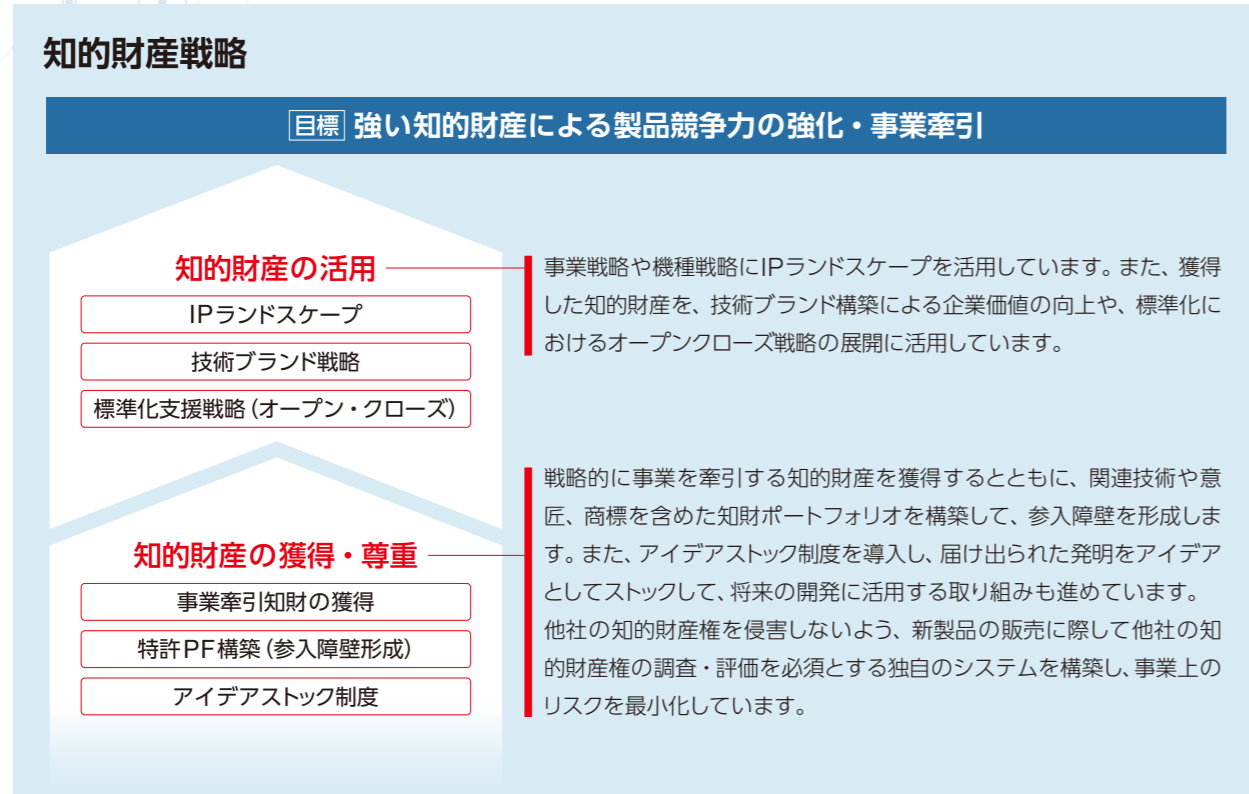 知的財産戦略
目標 強い知的財産による製品競争力の強化・事業牽引
知的財産の活用
IPランドスケープ
技術ブランド戦略
標準化支援戦略（オープン・クローズ）
事業戦略や機種戦略にIPランドスケープを活用しています。また、獲得
した知的財産を、技術ブランド構築による企業価値の向上や、標準化に
おけるオープンクローズ戦略の展開に活用しています。
知的財産の獲得・尊重
事業牽引知財の獲得
特許PF構築（参入障壁形成）
アイデアストック制度
戦略的に事業を牽引する知的財産を獲得するとともに、関連技術や意
匠、商標を含めた知財ポートフォリオを構築して、参入障壁を形成しま
す。また、アイデアストック制度を導入し、届け出られた発明をアイデア
としてストックして、将来の開発に活用する取り組みも進めています。
他社の知的財産権を侵害しないよう、新製品の販売に際して他社の知
的財産権の調査・評価を必須とする独自のシステムを構築し、事業上の
リスクを最小化しています。